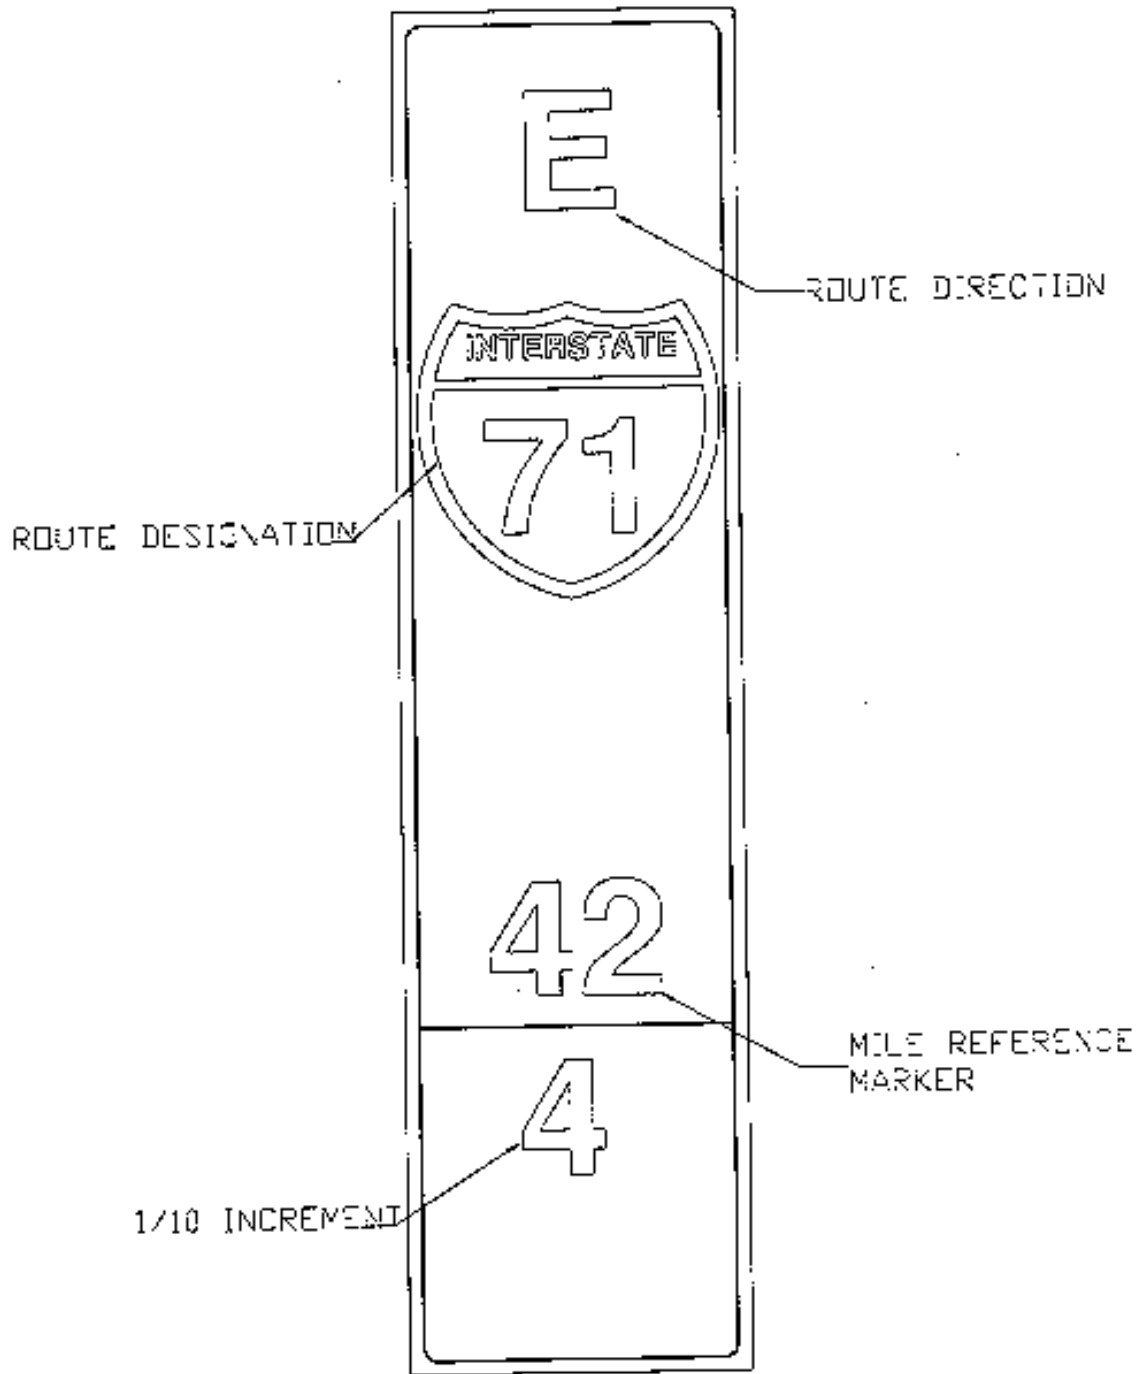 E
ROUTE DIRECTION
INTERSTATE
71
ROUTE DESIGNATION
42
MILE REFERENCE
MARKER
4
1/10 INCREMENT